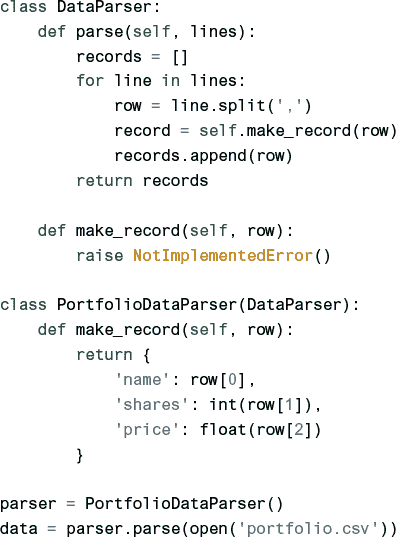 class DataParser:
    def parse(self, lines):
        records = []
        for line in lines:
            row = line.split(',')
            record = self.make_record(row)
            records.append(row)
        return records

    def make_record(self, row):
        raise NotImplementedError()

class PortfolioDataParser(DataParser):
    def make_record(self, row):
        return {
            'name': row[0],
            'shares': int(row[1]),
            'price': float(row[2])
        }

parser = PortfolioDataParser()
data = parser.parse(open('portfolio.csv'))